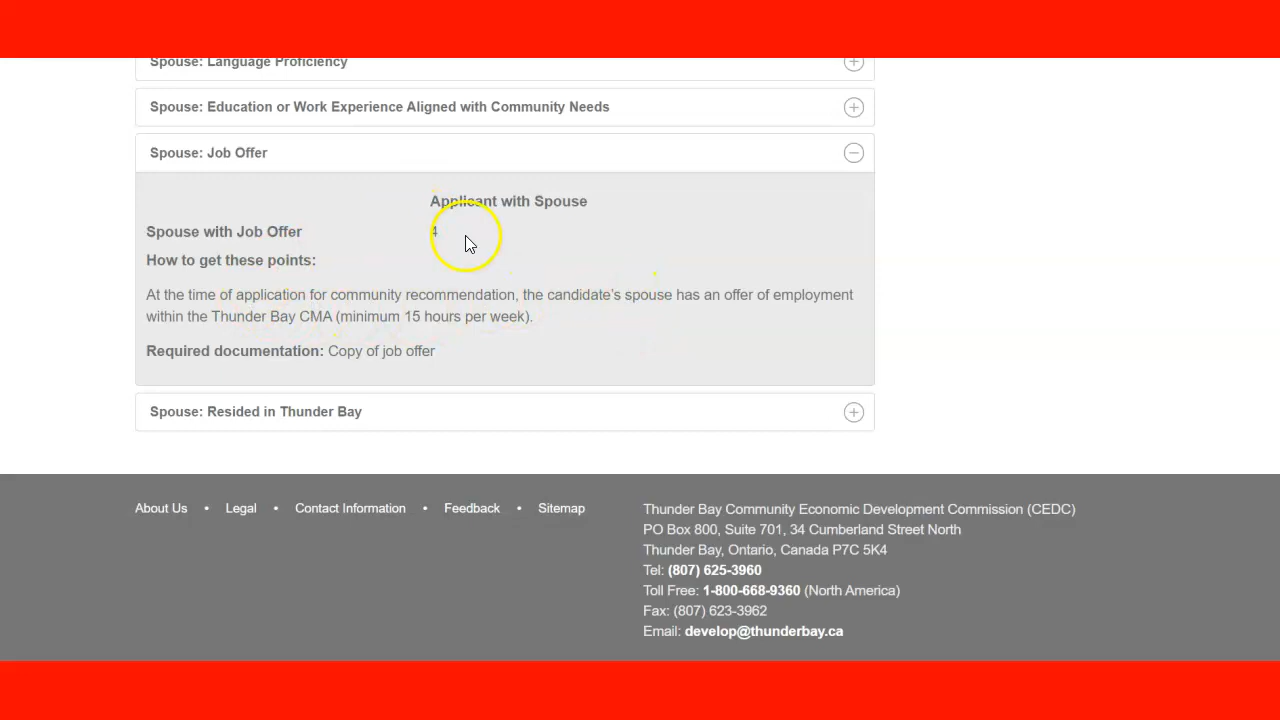 Spouse: Language Proficiency
Spouse: Education or Work Experience Aligned with Community Needs
Spouse: Job Offer
Applicant with Spouse
Spouse with Job Offer 4
How to get these points:
At the time of application for community recommendation, the candidate's spouse has an offer of employment
within the Thunder Bay CMA (minimum 15 hours per week).
Required documentation: Copy of job offer
Spouse: Resided in Thunder Bay
About Us • Legal • Contact Information • Feedback • Sitemap
Thunder Bay Community Economic Development Commission (CEDC)
PO Box 800, Suite 701, 34 Cumberland Street North
Thunder Bay, Ontario, Canada P7C 5K4
Tel: (807) 625-3960
Toll Free: 1-800-668-9360 (North America)
Fax: (807) 623-3962
Email: develop@thunderbay.ca